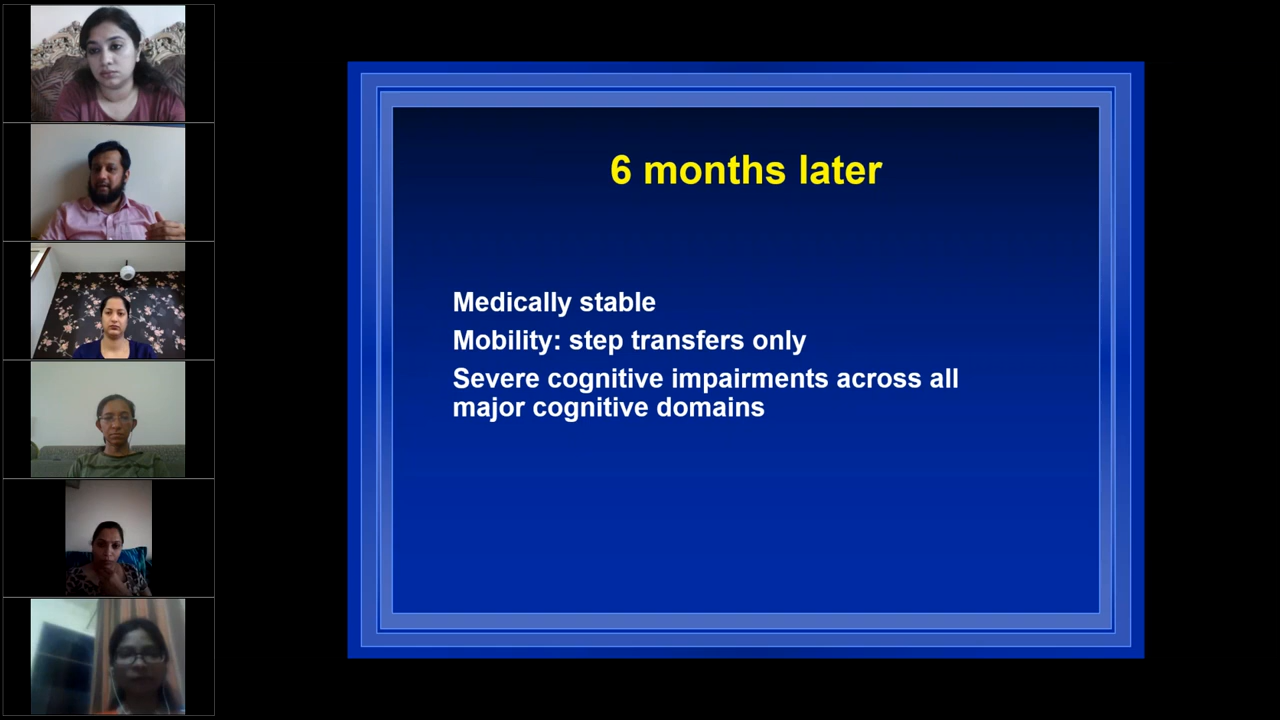 6 months later
Medically stable
Mobility: step transfers only
Severe cognitive impairments across all
major cognitive domains